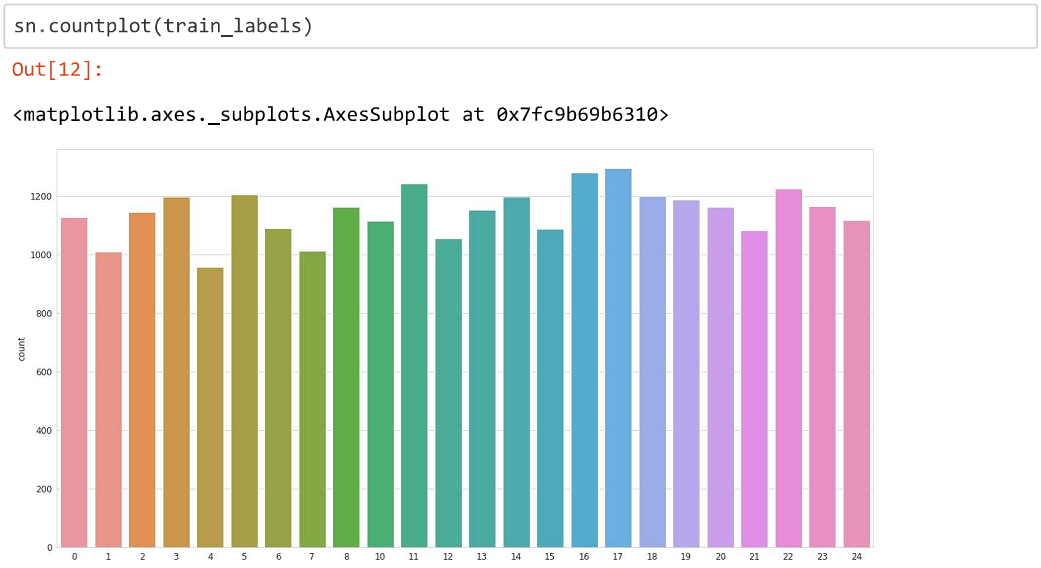 sn.countplot(train_labels)
Out[12]:
<matplotlib.axes._subplots.AxesSubplot at 0x7fc9b69b6310>
1200
1000
800
600
400
200
0
count
0 1 2 3 4 5 6 7 8 10 11 12 13 14 15 16 17 18 19 20 21 22 23 24